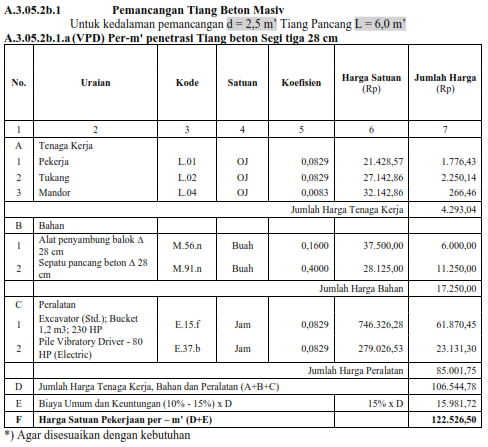 A.3.05.2b.1 Pemancangan Tiang Beton Masiv
Untuk kedalaman pemancangan d = 2,5 m’ Tiang Pancang L = 6,0 m’
A.3.05.2b.1.a (VPD) Per-m' penetrasi Tiang beton Segi tiga 28 cm
No. Uraian Kode Satuan Koefisien Harga Satuan (Rp) Jumlah Harga (Rp)
1 2 3 4 5 6 7
A Tenaga Kerja
1 Pekerja L.01 OJ 0,0829 21.428,57 1.776,43
2 Tukang L.02 OJ 0,0829 27.142,86 2.250,14
3 Mandor L.04 OJ 0,0083 32.142,86 266,46
Jumlah Harga Tenaga Kerja 4.293,04
B Bahan
1 Alat penyambung balok Δ 28 cm M.56.n Buah 0,1600 37.500,00 6.000,00
2 Sepatu pancang beton Δ 28 cm M.91.n Buah 0,4000 28.125,00 11.250,00
Jumlah Harga Bahan 17.250,00
C Peralatan
1 Excavator (Std.); Bucket 1,2 m3; 230 HP E.15.f Jam 0,0829 746.326,28 61.870,45
2 Pile Vibratory Driver - 80 HP (Electric) E.37.b Jam 0,0829 279.026,53 23.131,30
Jumlah Harga Peralatan 85.001,75
D Jumlah Harga Tenaga Kerja, Bahan dan Peralatan (A+B+C) 106.544,78
E Biaya Umum dan Keuntungan (10% - 15%) x D 15% x D 15.981,72
F Harga Satuan Pekerjaan per – m’ (D+E) 122.526,50
*) Agar disesuaikan dengan kebutuhan